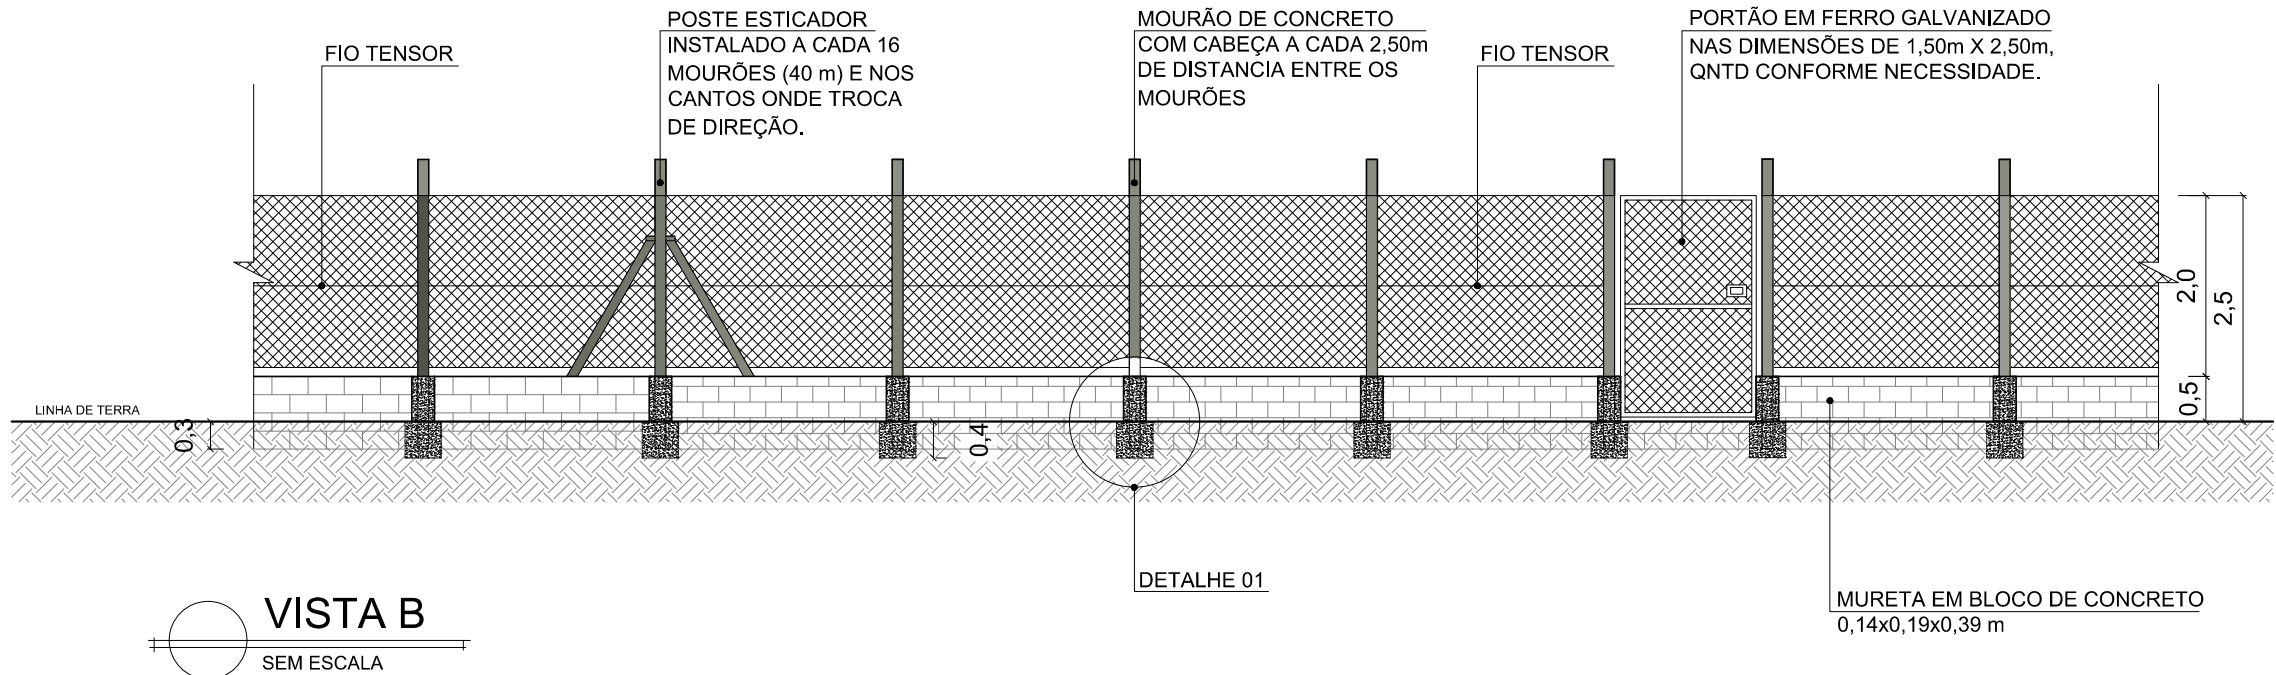 FIO TENSOR
POSTE ESTICADOR
INSTALADO A CADA 16
MOURÕES (40 m) E NOS
CANTOS ONDE TROCA
DE DIREÇÃO.
MOURÃO DE CONCRETO
COM CABEÇA A CADA 2,50m
DE DISTANCIA ENTRE OS
MOURÕES
FIO TENSOR
PORTÃO EM FERRO GALVANIZADO
NAS DIMENSÕES DE 1,50m X 2,50m,
QNTD CONFORME NECESSIDADE.
2,0
2,5
0,5
LINHA DE TERRA
0,3
0,4
DETALHE 01
MURETA EM BLOCO DE CONCRETO
0,14x0,19x0,39 m
VISTA B
SEM ESCALA